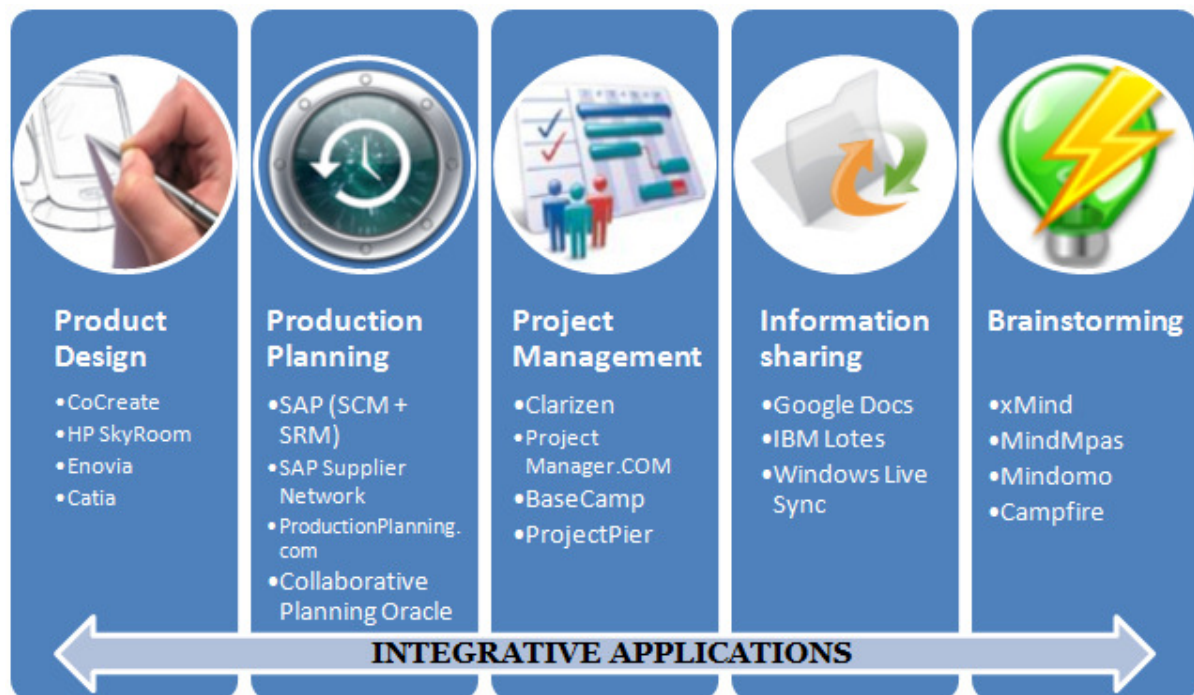 Product
Design
•CoCreate
•HP SkyRoom
•Enovia
•Catia
Production
Planning
•SAP (SCM +
SRM)
•SAP Supplier
Network
•ProductionPlanning.
com
•Collaborative
Planning Oracle
Project
Management
•Clarizen
•Project
Manager.COM
•BaseCamp
•ProjectPier
Information
sharing
•Google Docs
•IBM Lotes
•Windows Live
Sync
Brainstorming
•xMind
•MindMpas
•Mindomo
•Campfire
INTEGRATIVE APPLICATIONS